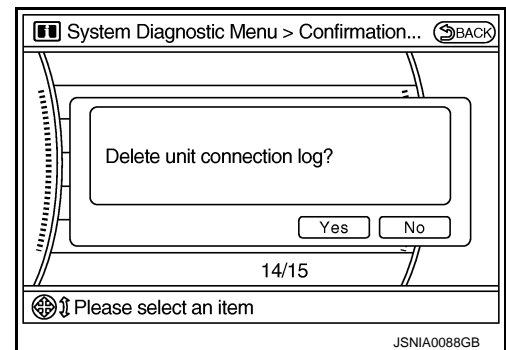 System Diagnostic Menu > Confirmation... BACK
Delete unit connection log?
Yes No
14/15
Please select an item
JSNIA0088GB